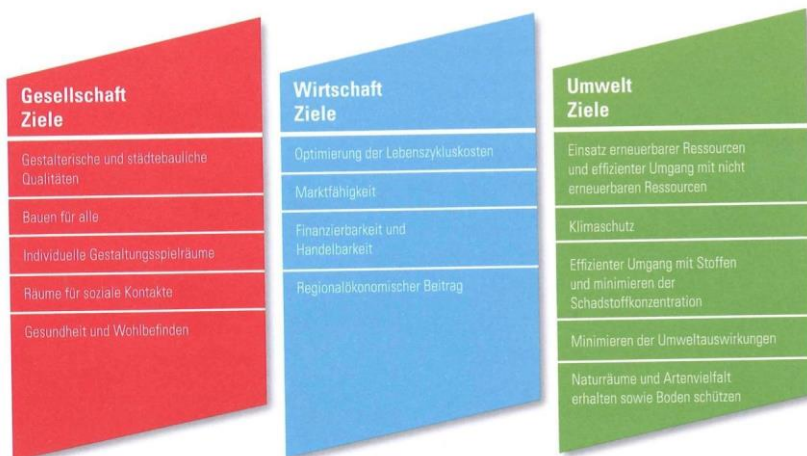 Gesellschaft
Ziele
Gestalterische und städtebauliche
Qualitäten
Bauen für alle
Individuelle Gestaltungsspielräume
Räume für soziale Kontakte
Gesundheit und Wohlbefinden
Wirtschaft
Ziele
Optimierung der Lebenszykluskosten
Marktfähigkeit
Finanzierbarkeit und
Handelbarkeit
Regionalökonomischer Beitrag
Umwelt
Ziele
Einsatz erneuerbarer Ressourcen
und effizienter Umgang mit nicht
erneuerbaren Ressourcen
Klimaschutz
Effizienter Umgang mit Stoffen
und minimieren der
Schadstoffkonzentration
Minimieren der Umweltauswirkungen
Naturräume und Artenvielfalt
erhalten sowie Boden schützen